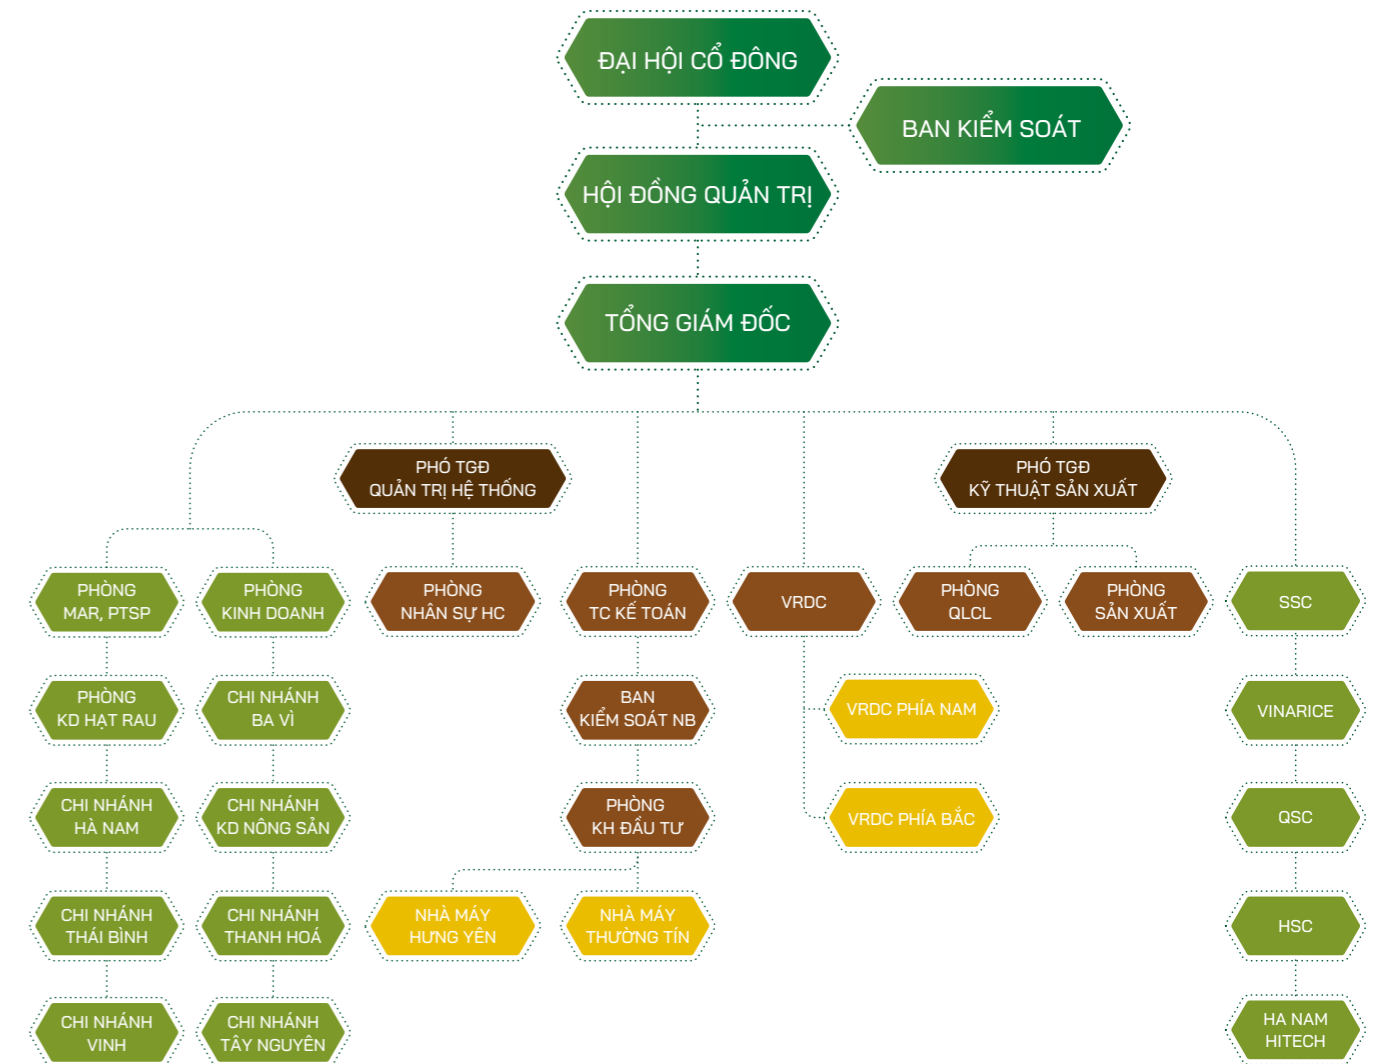 ĐẠI HỘI CỔ ĐÔNG
BAN KIỂM SOÁT
HỘI ĐỒNG QUẢN TRỊ
TỔNG GIÁM ĐỐC
PHÓ TGĐ
QUẢN TRỊ HỆ THỐNG
PHÓ TGĐ
KỸ THUẬT SẢN XUẤT
PHÒNG
MAR, PTSP
PHÒNG
KINH DOANH
PHÒNG
NHÂN SỰ HC
PHÒNG
TC KẾ TOÁN
VRDC
PHÒNG
QLCL
PHÒNG
SẢN XUẤT
SSC
PHÒNG
KD HẠT RAU
CHI NHÁNH
BA VÌ
BAN
KIỂM SOÁT NB
VRDC PHÍA NAM
VINARICE
CHI NHÁNH
HÀ NAM
CHI NHÁNH
KD NÔNG SẢN
PHÒNG
KH ĐẦU TƯ
VRDC PHÍA BẮC
QSC
CHI NHÁNH
THÁI BÌNH
CHI NHÁNH
THANH HOÁ
NHÀ MÁY
HƯNG YÊN
NHÀ MÁY
THƯỜNG TÍN
HSC
CHI NHÁNH
VINH
CHI NHÁNH
TÂY NGUYÊN
HA NAM
HITECH